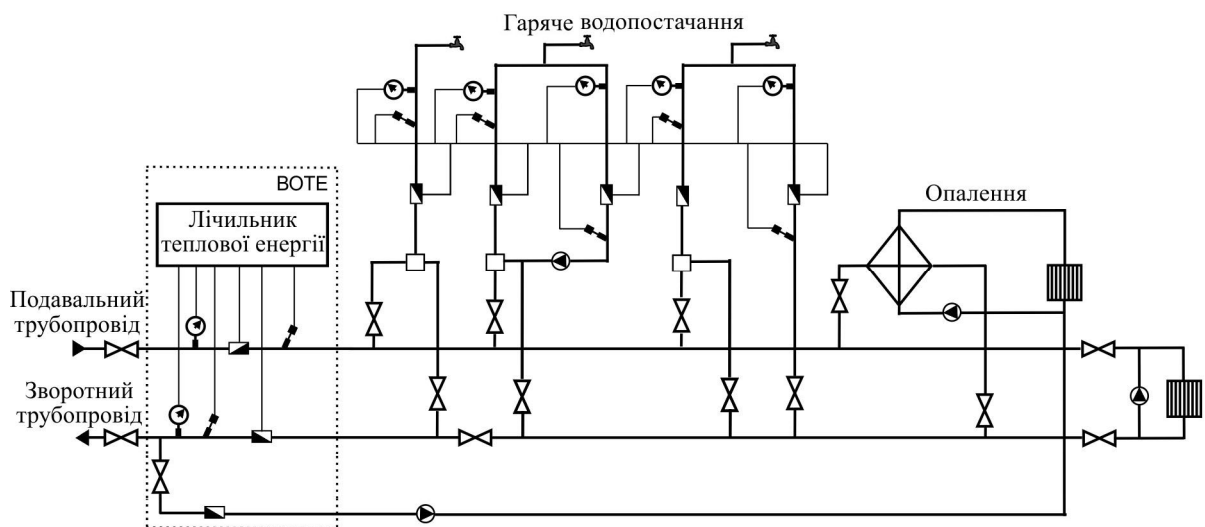 Гаряче водопостачання
ВОТЕ
Лічильник
теплової енергії
Опалення
Подавальний
трубопровід
Зворотний
трубопровід